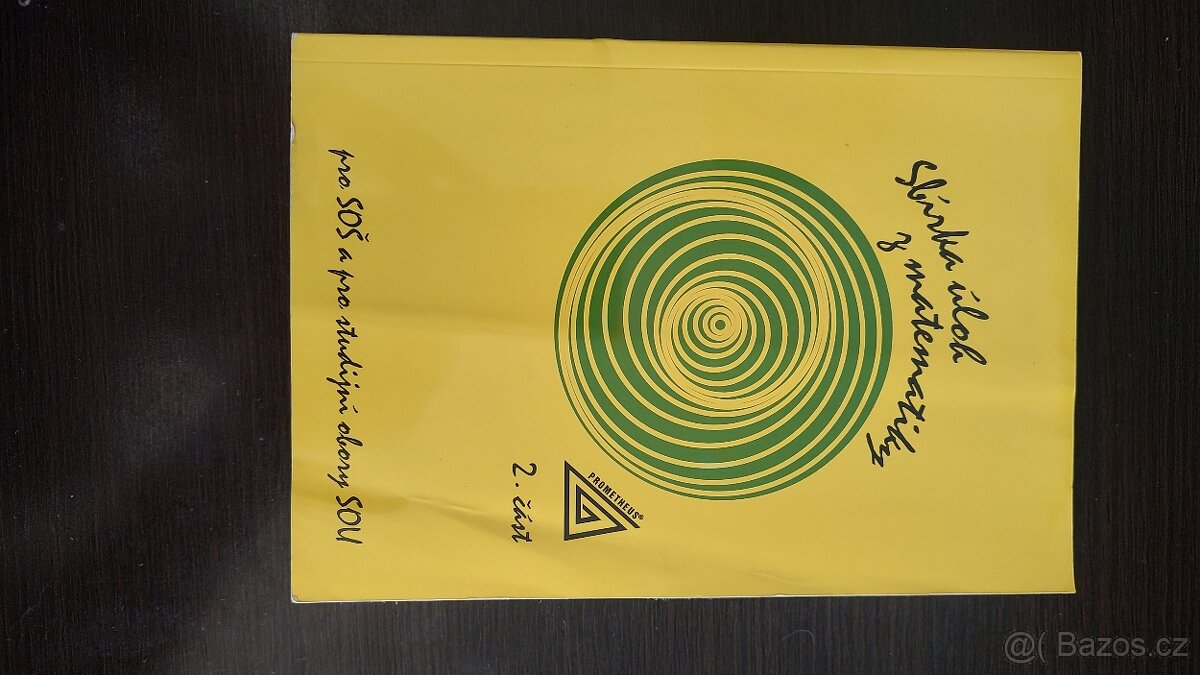 Sbírka úloh
z matematiky
PROMETHEUS®
2. část
pro SOŠ a pro studijní obory SOU
@( Bazos.cz